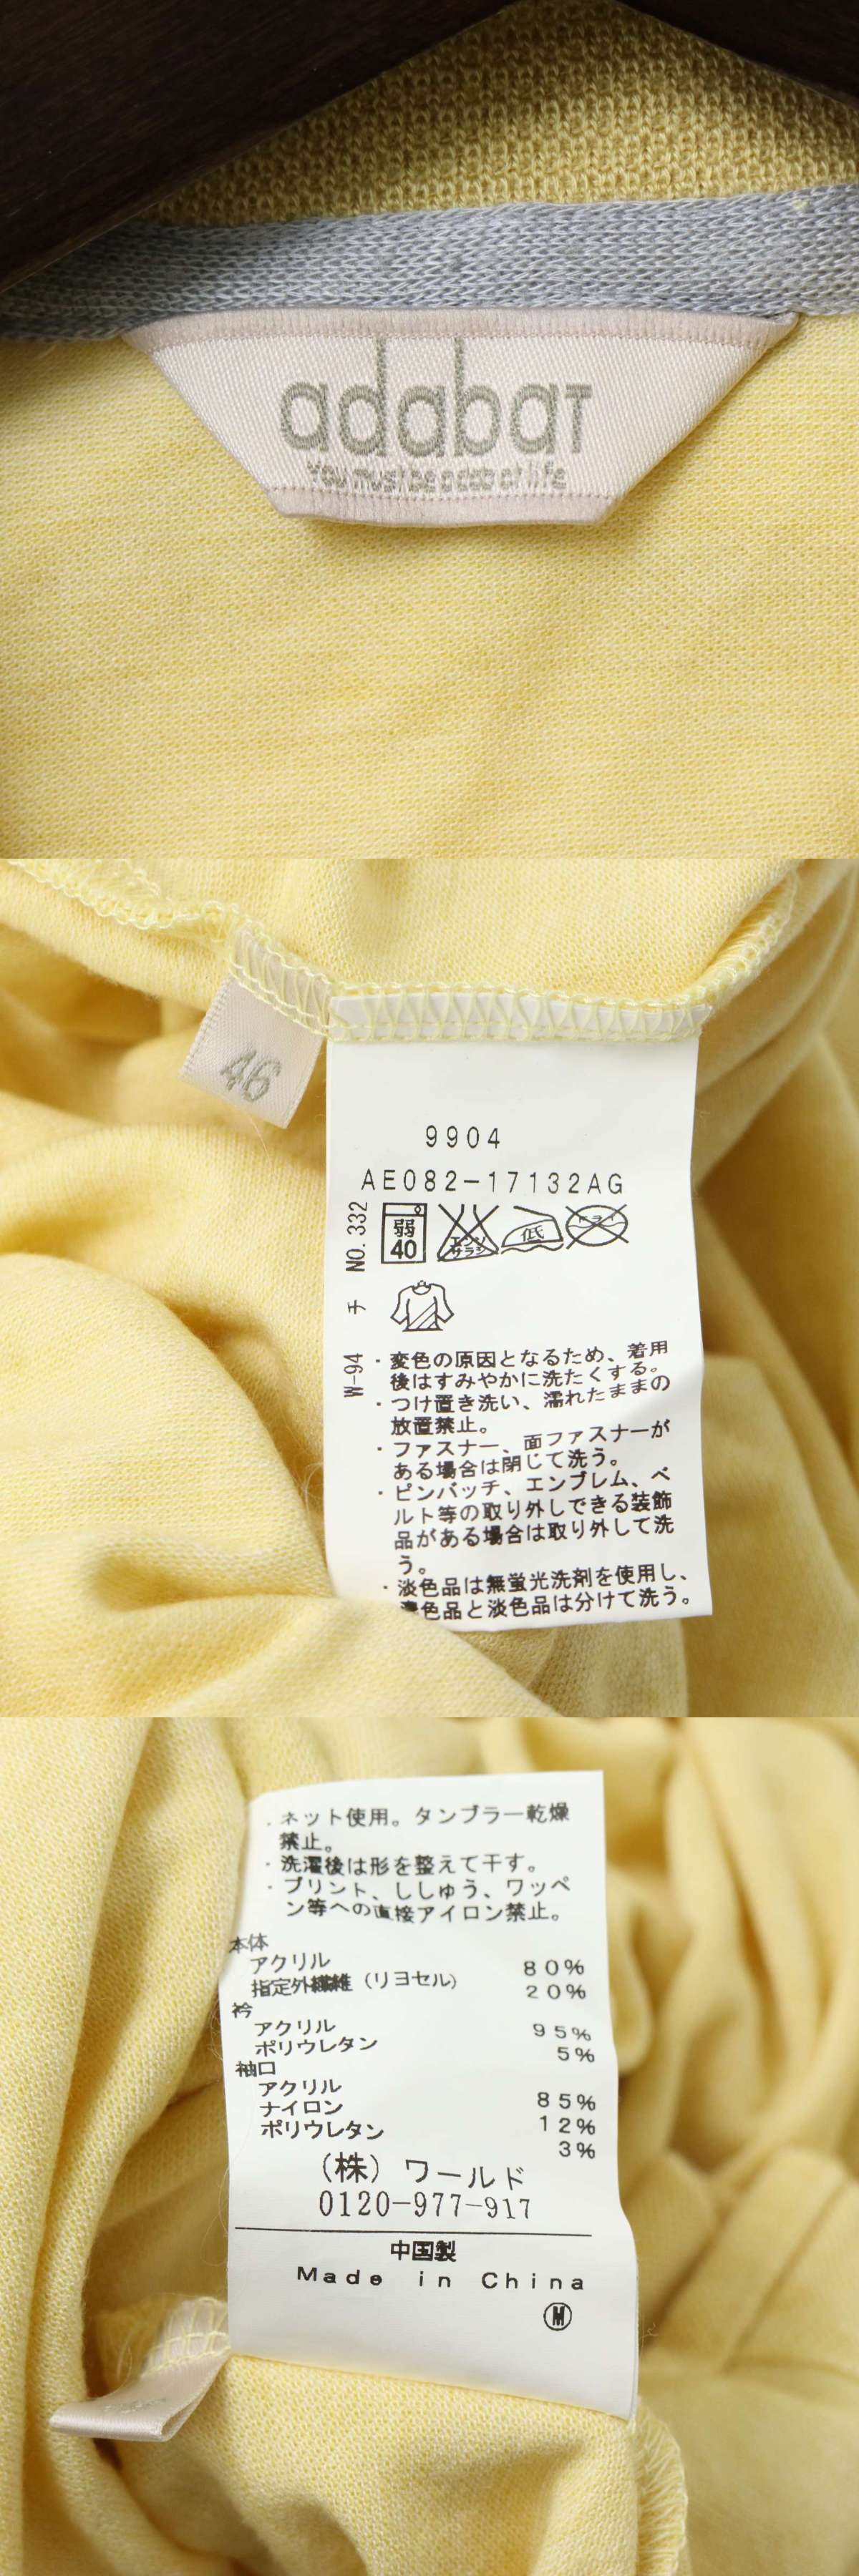 adabat
You must be a cap of life
46
9904
AE082-17132AG
NO. 332
弱
40
エンソ
サラシ
低
ドライ
チ
W-94
・変色の原因となるため、着用
後はすみやかに洗たくする。
・つけ置き洗い、濡れたままの
放置禁止。
・ファスナー、面ファスナーが
ある場合は閉じて洗う。
・ピンバッチ、エンブレム、ベ
ルト等の取り外しできる装飾
品がある場合は取り外して洗
う。
・淡色品は無蛍光洗剤を使用し、
濃色品と淡色品は分けて洗う。
・ネット使用。タンブラー乾燥
禁止。
・洗濯後は形を整えて干す。
・プリント、ししゅう、ワッペ
ン等への直接アイロン禁止。
本体
アクリル 80%
指定外繊維（リヨセル） 20%
衿
アクリル 95%
ポリウレタン 5%
袖口
アクリル 85%
ナイロン 12%
ポリウレタン 3%
（株）ワールド
0120-977-917
中国製
Made in China
M